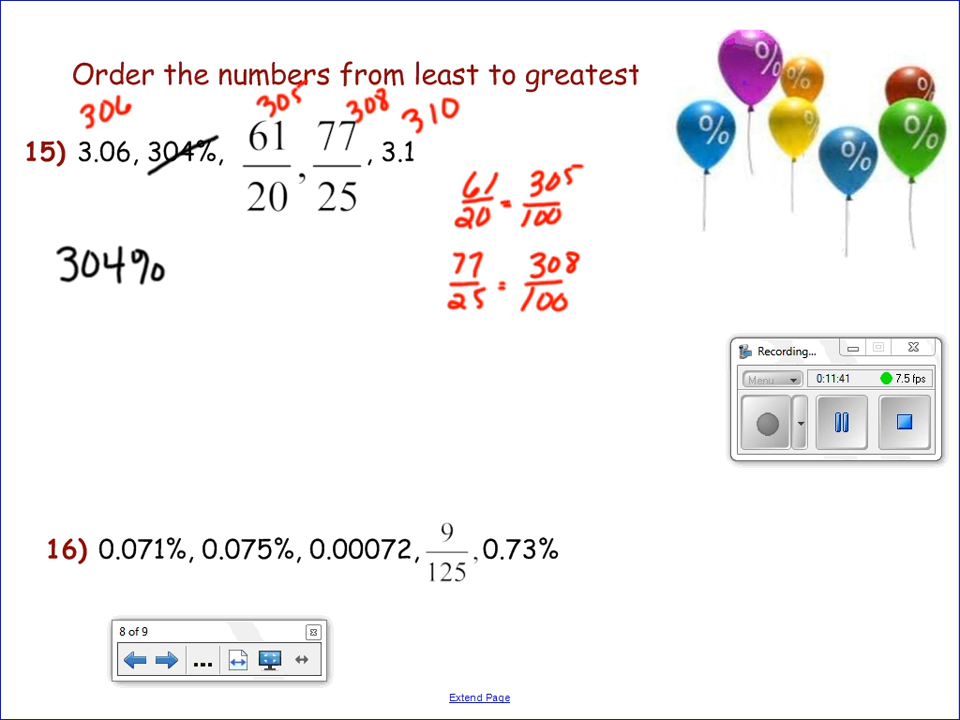 Order the numbers from least to greatest
306 305 308 310
15) 3.06, 304%, 61/20, 77/25, 3.1
61/20 = 305/100
304%
77/25 = 308/100
% % % % % %
Recording...
Menu 0:11:41 7.5 fps
16) 0.071%, 0.075%, 0.00072, 9/125, 0.73%
8 of 9
...
Extend Page